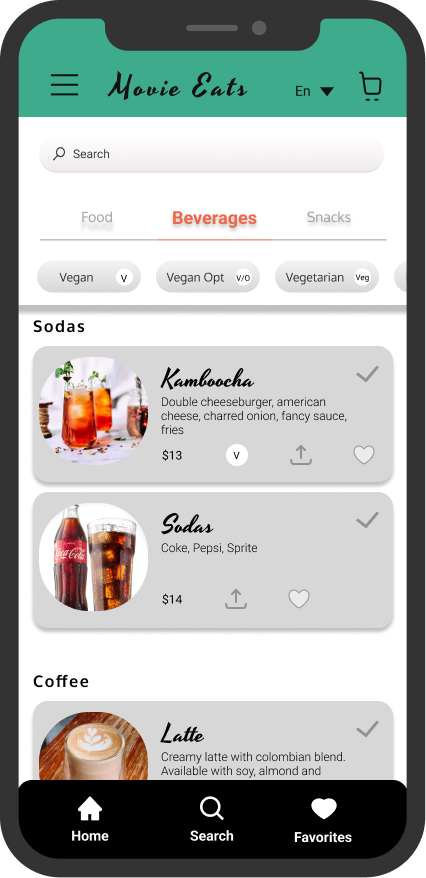 Movie Eats
En
Search
Food
Beverages
Snacks
Vegan V
Vegan Opt V/O
Vegetarian Veg
Sodas
Kamboocha
Double cheeseburger, american
cheese, charred onion, fancy sauce,
fries
$13
V
Sodas
Coke, Pepsi, Sprite
Coca-Cola
$14
Coffee
Latte
Creamy latte with colombian blend.
Available with soy, almond and
Home
Search
Favorites